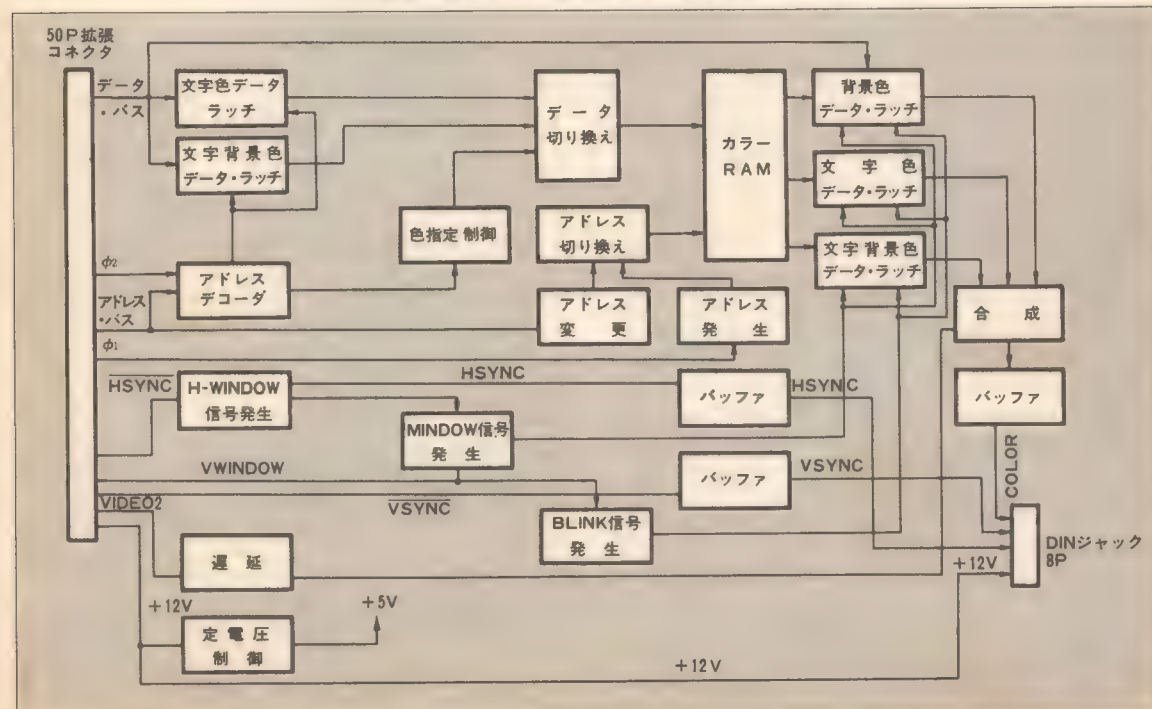 50P拡張
コネクタ
データ
・バス
文字色データ
ラッチ
文字背景色
データ・ラッチ
データ
切り換え
カラー
RAM
背景色
データ・ラッチ
文字色
データ・ラッチ
文字背景色
データ・ラッチ
色指定制御
アドレス
切り換え
φ2
アドレス
デコーダ
アドレス
・バス
アドレス
変更
アドレス
発生
合成
φ1
HSYNC
H-WINDOW
信号発生
HSYNC
バッファ
HSYNC
バッファ
MINDOW信号
発生
VWINDOW
VSYNC
バッファ
VSYNC
COLOR
VIDEO2
BLINK信号
発生
遅延
DINジャック
8P
+12V
+12V
+5V
定電圧
制御
+12V